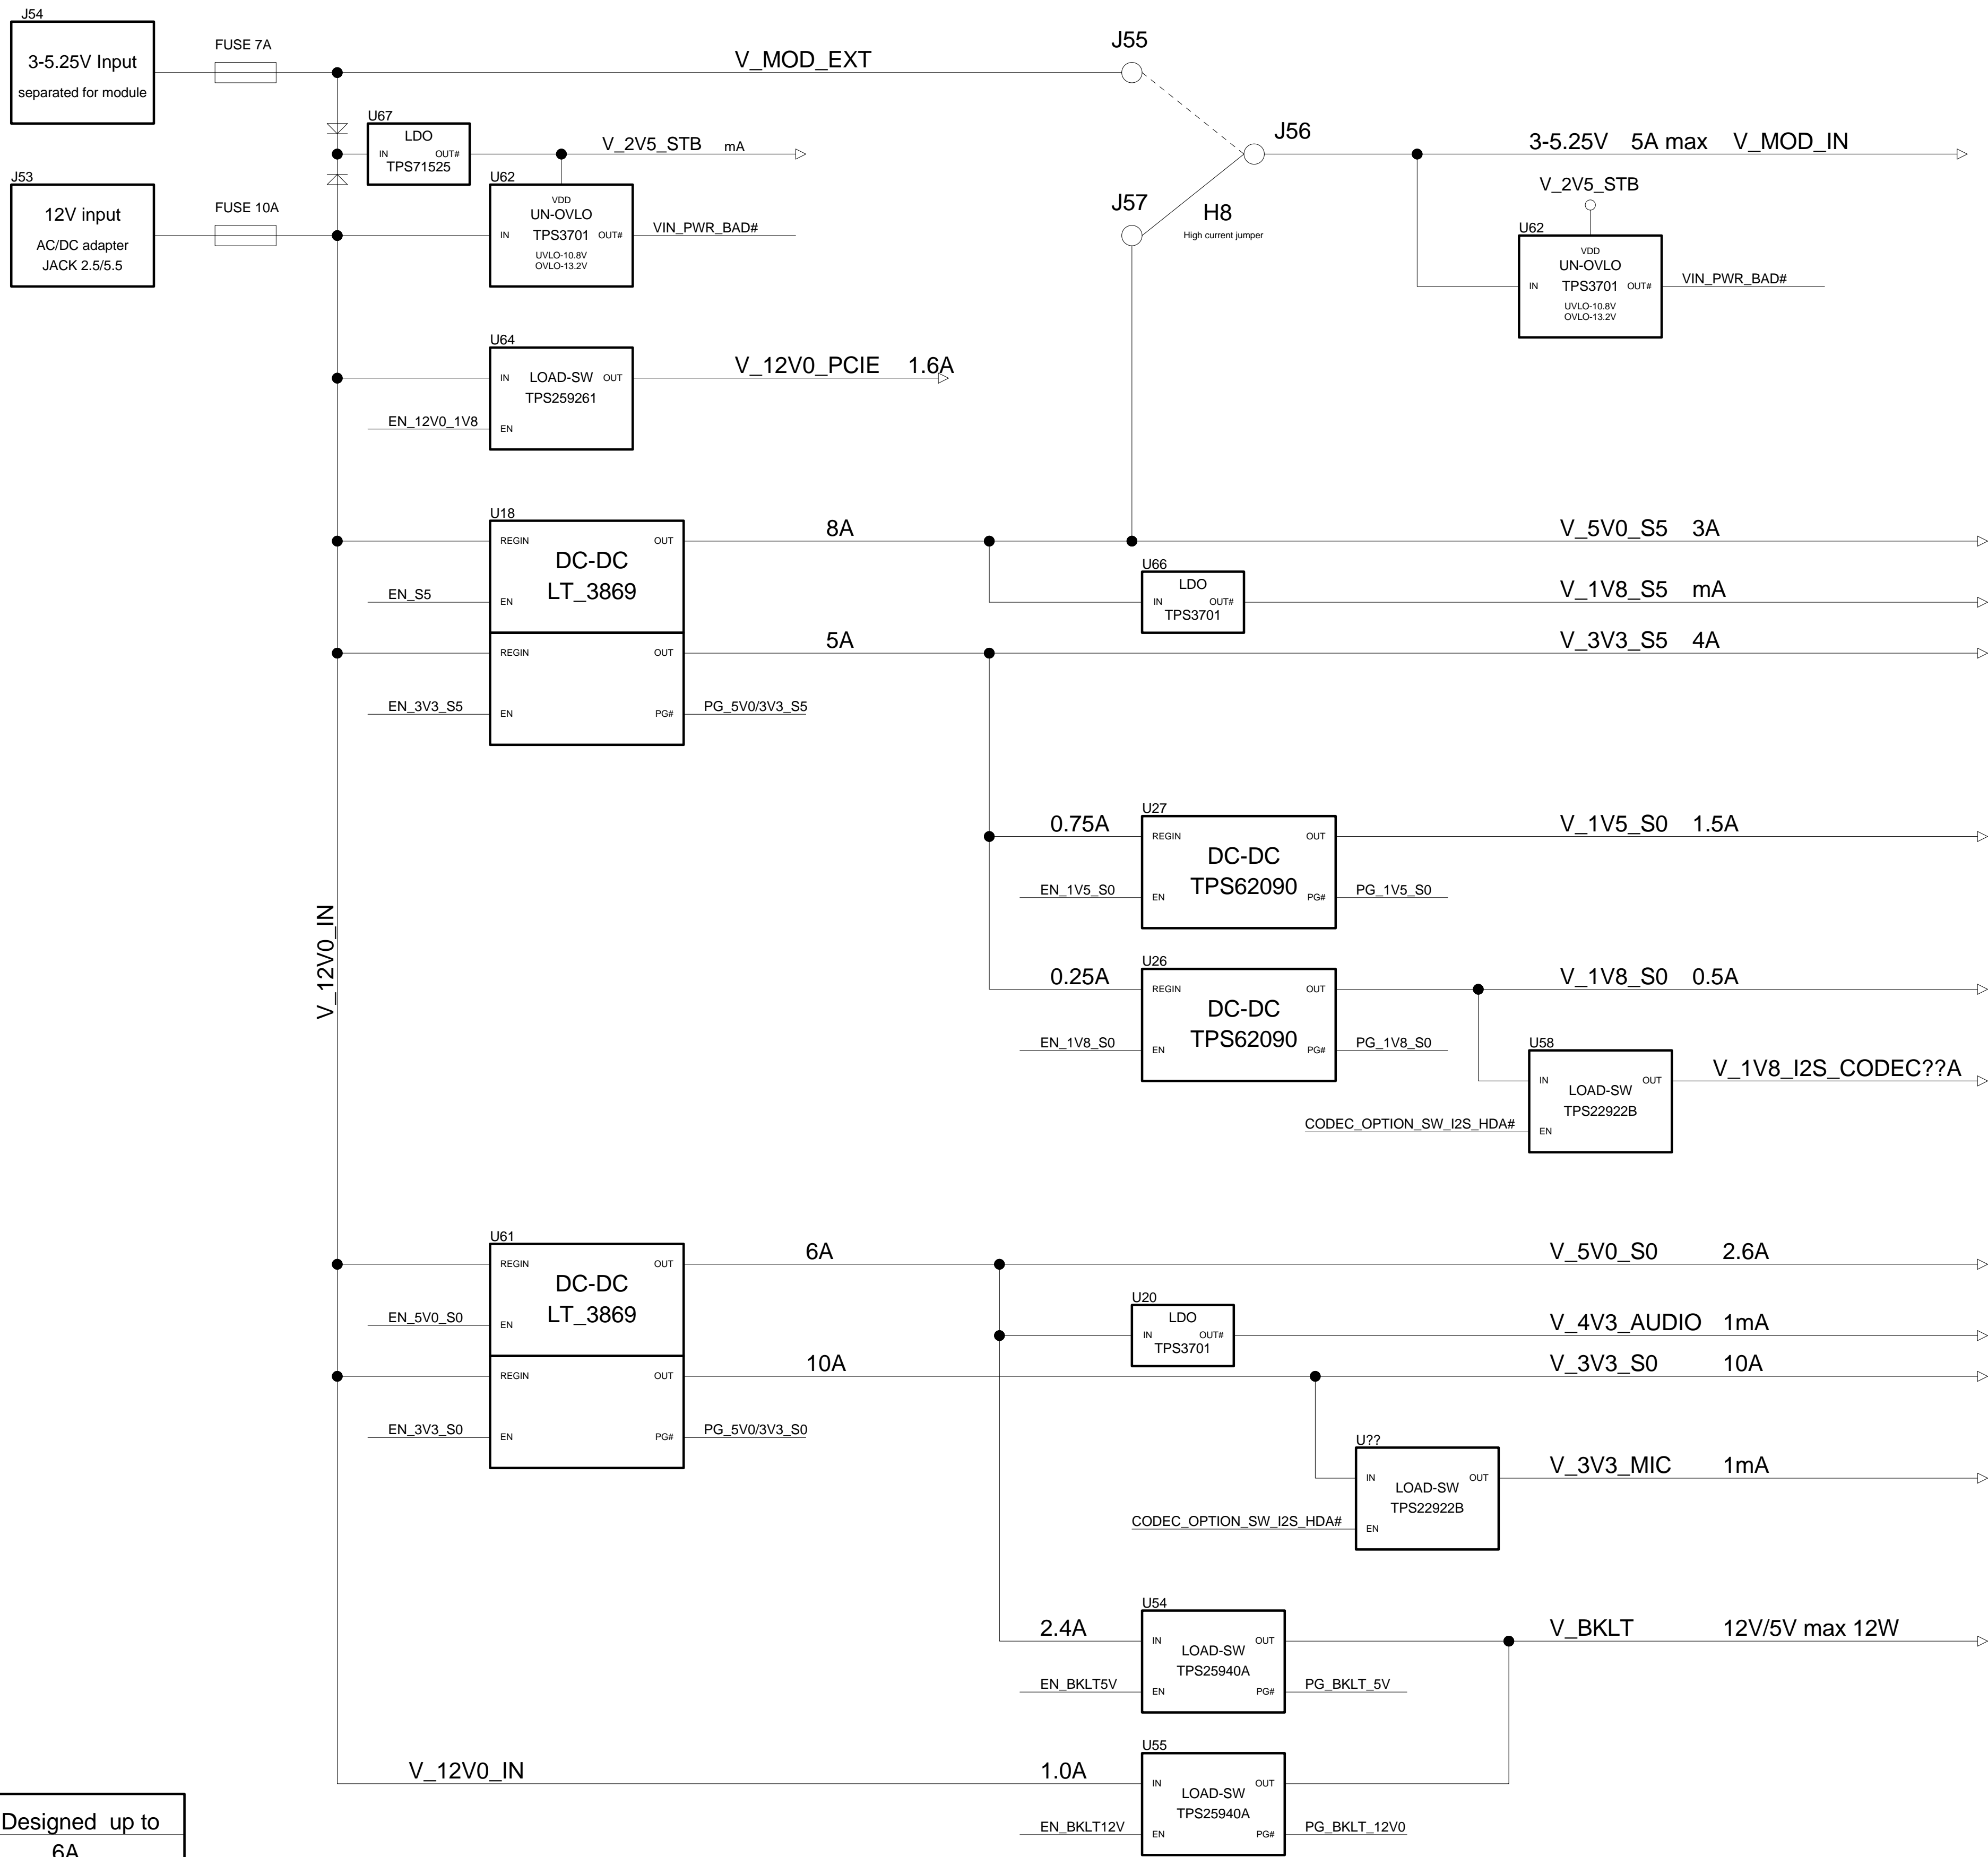 J54
3-5.25V Input
separated for module
FUSE 7A
V_MOD_EXT
J55
U67
LDO
IN OUT#
TPS71525
V_2V5_STB mA
J56
3-5.25V 5A max V_MOD_IN
J53
12V input
AC/DC adapter
JACK 2.5/5.5
FUSE 10A
U62
VDD
UN-OVLO
IN TPS3701 OUT#
UVLO-10.8V
OVLO-13.2V
VIN_PWR_BAD#
J57
H8
High current jumper
V_2V5_STB
U62
VDD
UN-OVLO
IN TPS3701 OUT#
UVLO-10.8V
OVLO-13.2V
VIN_PWR_BAD#
U64
IN LOAD-SW OUT
TPS259261
EN_12V0_1V8
EN
V_12V0_PCIE 1.6A
U18
REGIN OUT
DC-DC
LT_3869
EN_S5
EN
8A
V_5V0_S5 3A
U66
LDO
IN OUT#
TPS3701
V_1V8_S5 mA
REGIN OUT
5A
V_3V3_S5 4A
EN_3V3_S5
EN PG#
PG_5V0/3V3_S5
0.75A
U27
REGIN OUT
DC-DC
TPS62090
EN_1V5_S0
EN PG#
PG_1V5_S0
V_1V5_S0 1.5A
V_12V0_IN
0.25A
U26
REGIN OUT
DC-DC
TPS62090
EN_1V8_S0
EN PG#
PG_1V8_S0
V_1V8_S0 0.5A
U58
IN OUT
LOAD-SW
TPS22922B
CODEC_OPTION_SW_I2S_HDA#
EN
V_1V8_I2S_CODEC??A
U61
REGIN OUT
DC-DC
LT_3869
EN_5V0_S0
EN
6A
V_5V0_S0 2.6A
U20
LDO
IN OUT#
TPS3701
V_4V3_AUDIO 1mA
REGIN OUT
10A
V_3V3_S0 10A
EN_3V3_S0
EN PG#
PG_5V0/3V3_S0
U??
IN OUT
LOAD-SW
TPS22922B
CODEC_OPTION_SW_I2S_HDA#
EN
V_3V3_MIC 1mA
2.4A
U54
IN OUT
LOAD-SW
TPS25940A
EN_BKLT5V
EN PG#
PG_BKLT_5V
V_BKLT 12V/5V max 12W
V_12V0_IN
1.0A
U55
IN OUT
LOAD-SW
TPS25940A
EN_BKLT12V
EN PG#
PG_BKLT_12V0
Designed up to
6A